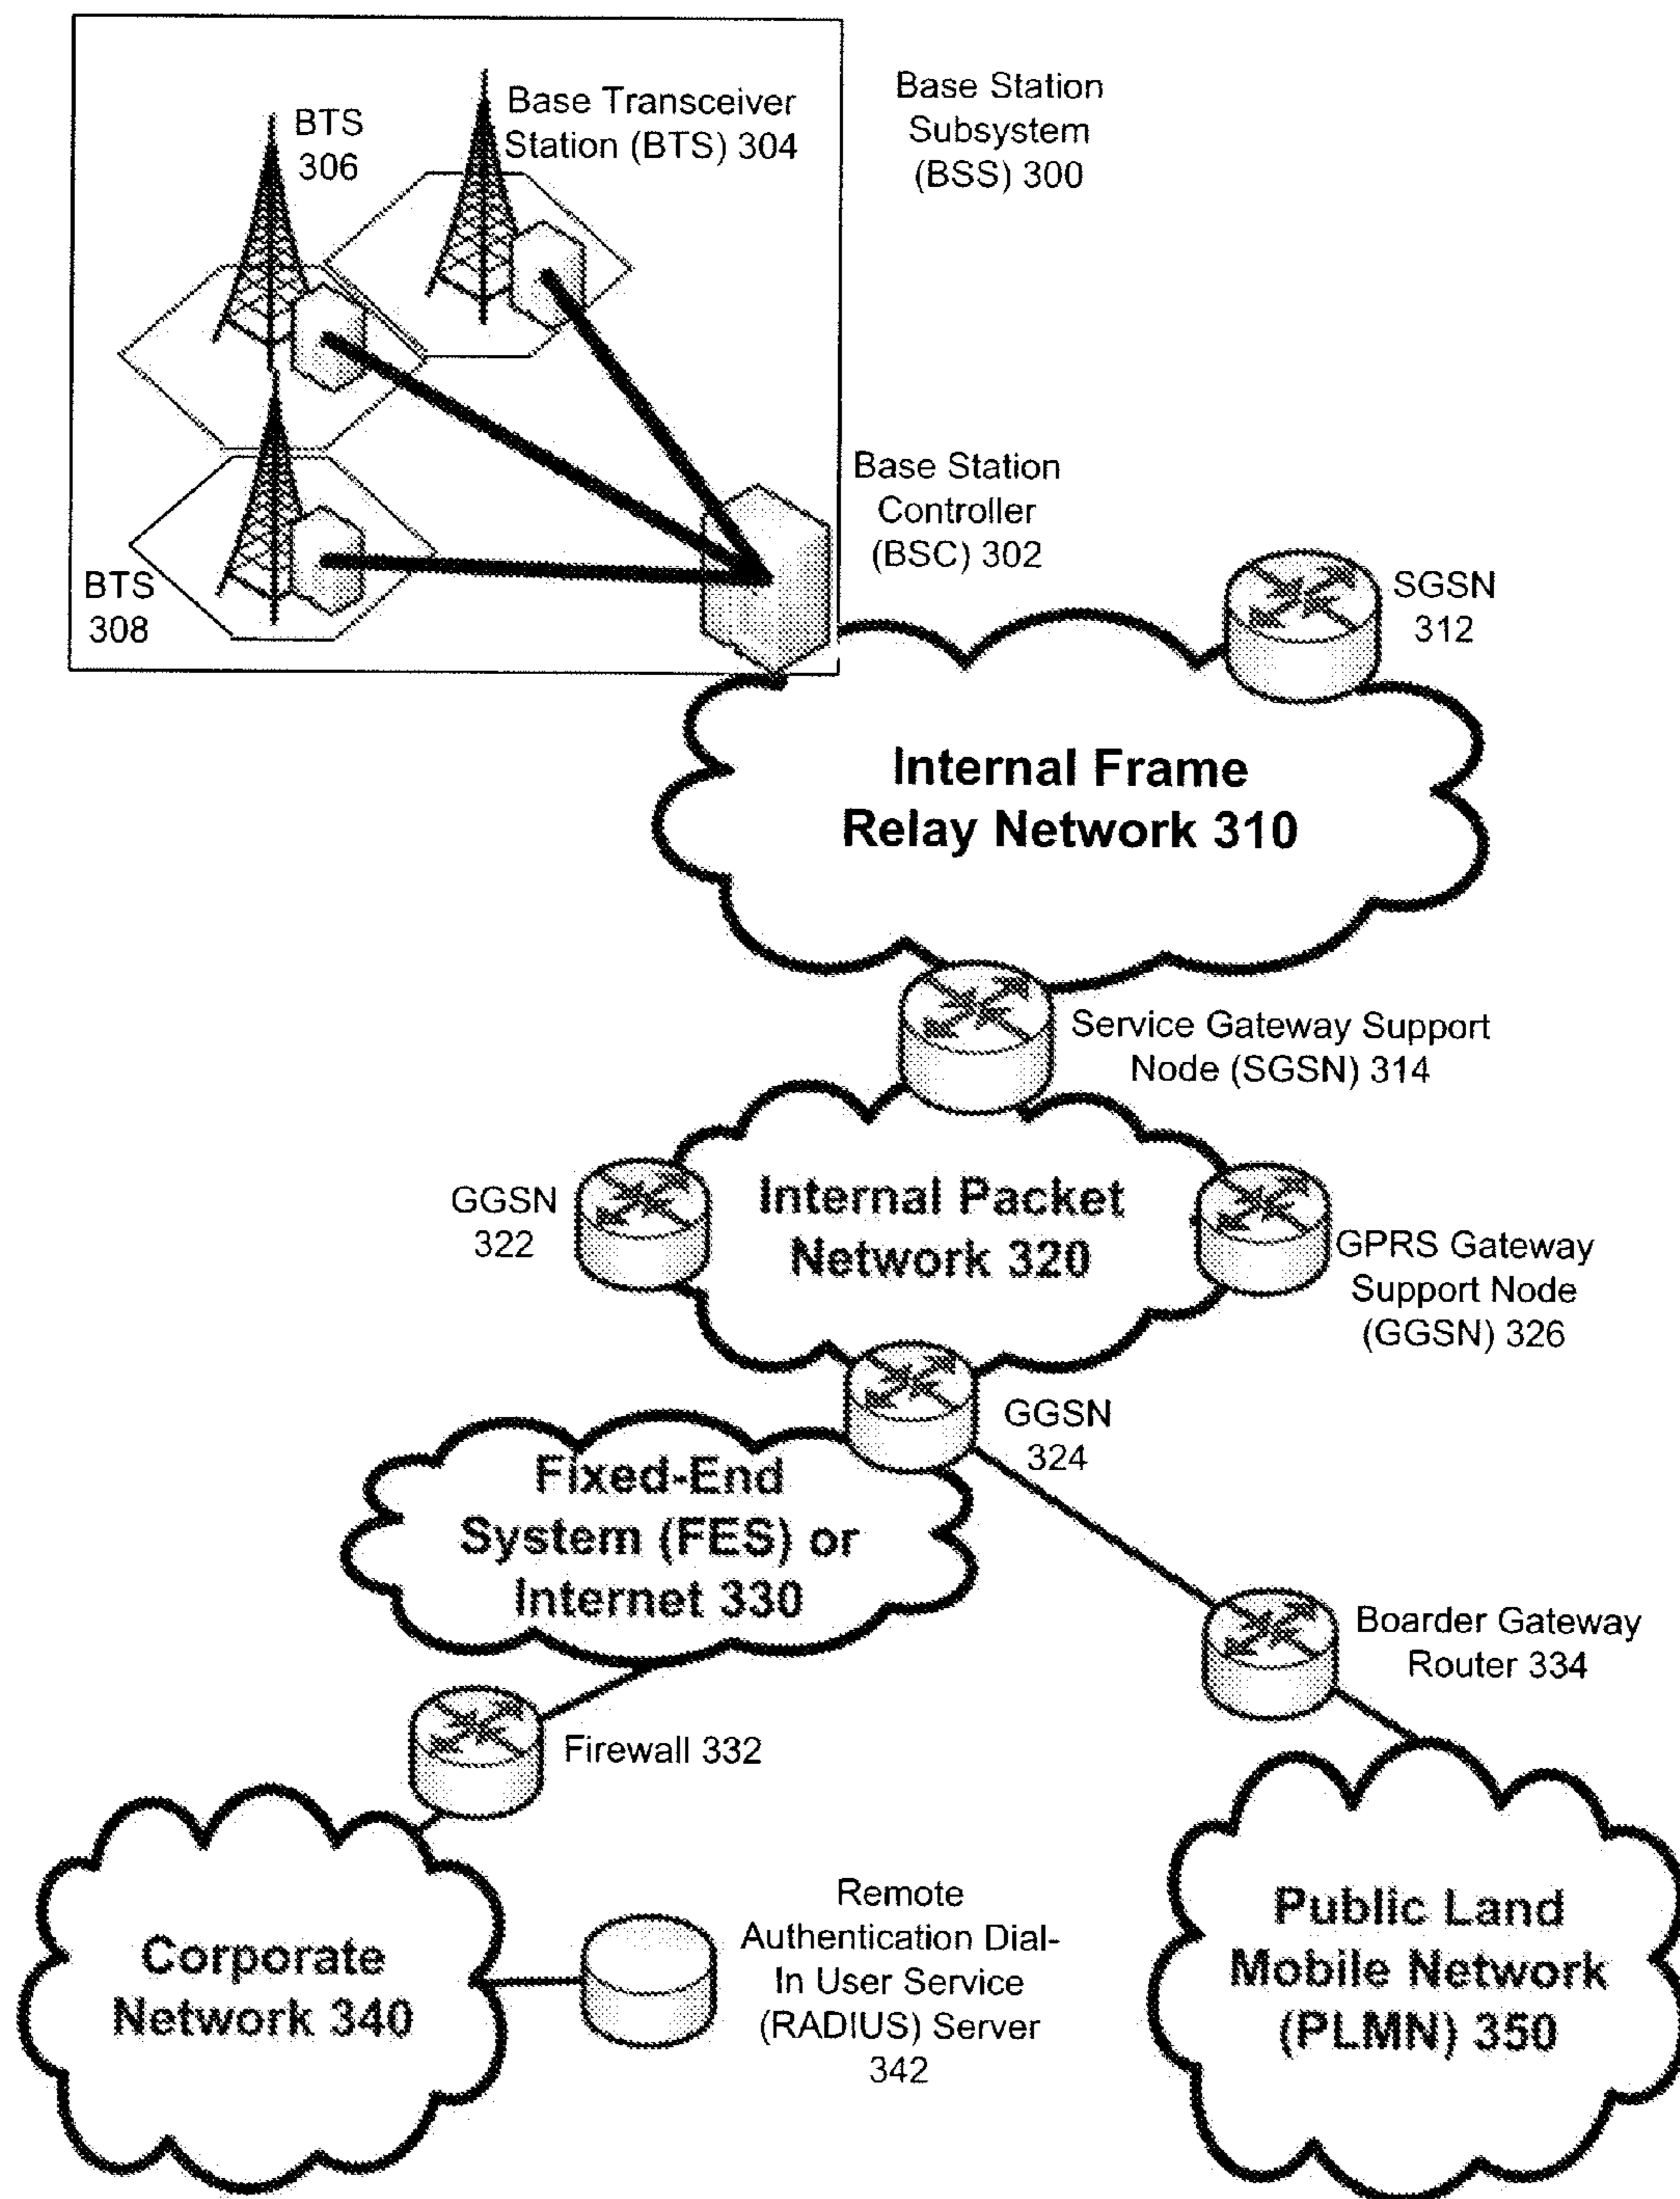 BTS
306
Base Transceiver
Station (BTS) 304
Base Station
Subsystem
(BSS) 300
BTS
308
Base Station
Controller
(BSC) 302
SGSN
312
Internal Frame
Relay Network 310
Service Gateway Support
Node (SGSN) 314
GGSN
322
Internal Packet
Network 320
GPRS Gateway
Support Node
(GGSN) 326
GGSN
324
Fixed-End
System (FES) or
Internet 330
Boarder Gateway
Router 334
Firewall 332
Corporate
Network 340
Remote
Authentication Dial-
In User Service
(RADIUS) Server
342
Public Land
Mobile Network
(PLMN) 350